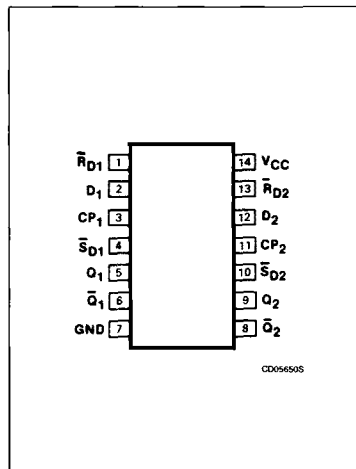 R̅D1 1 14 VCC
D1 2 13 R̅D2
CP1 3 12 D2
S̅D1 4 11 CP2
Q1 5 10 S̅D2
Q̅1 6 9 Q2
GND 7 8 Q̅2
CD05650S